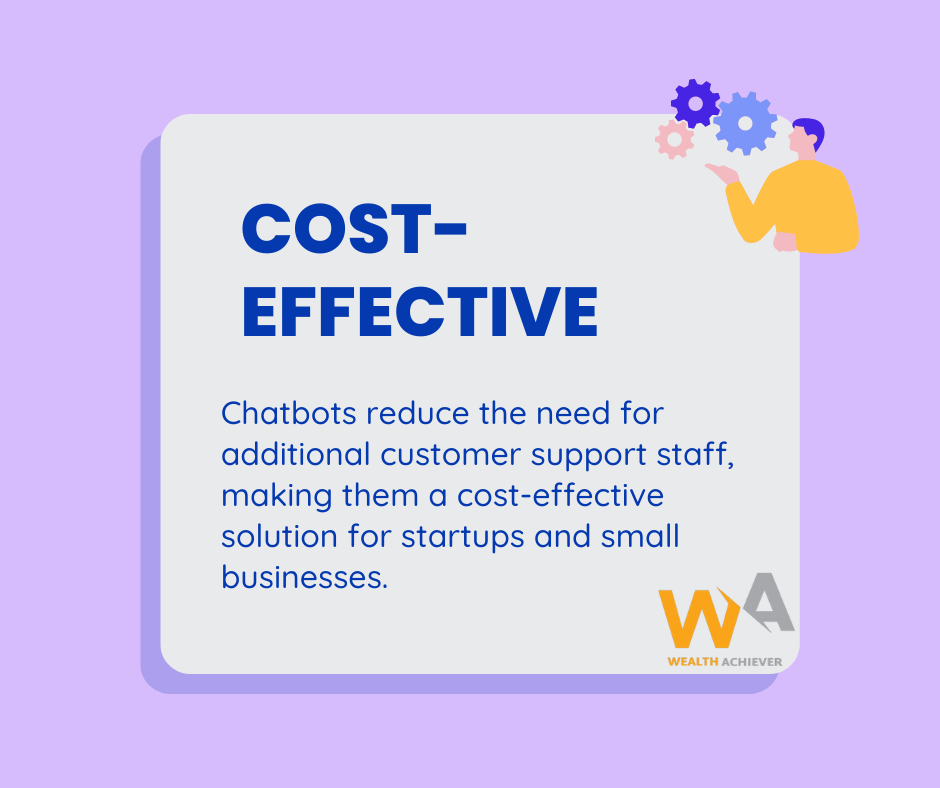 COST-
EFFECTIVE
Chatbots reduce the need for
additional customer support staff,
making them a cost-effective
solution for startups and small
businesses.
WA
WEALTH ACHIEVER